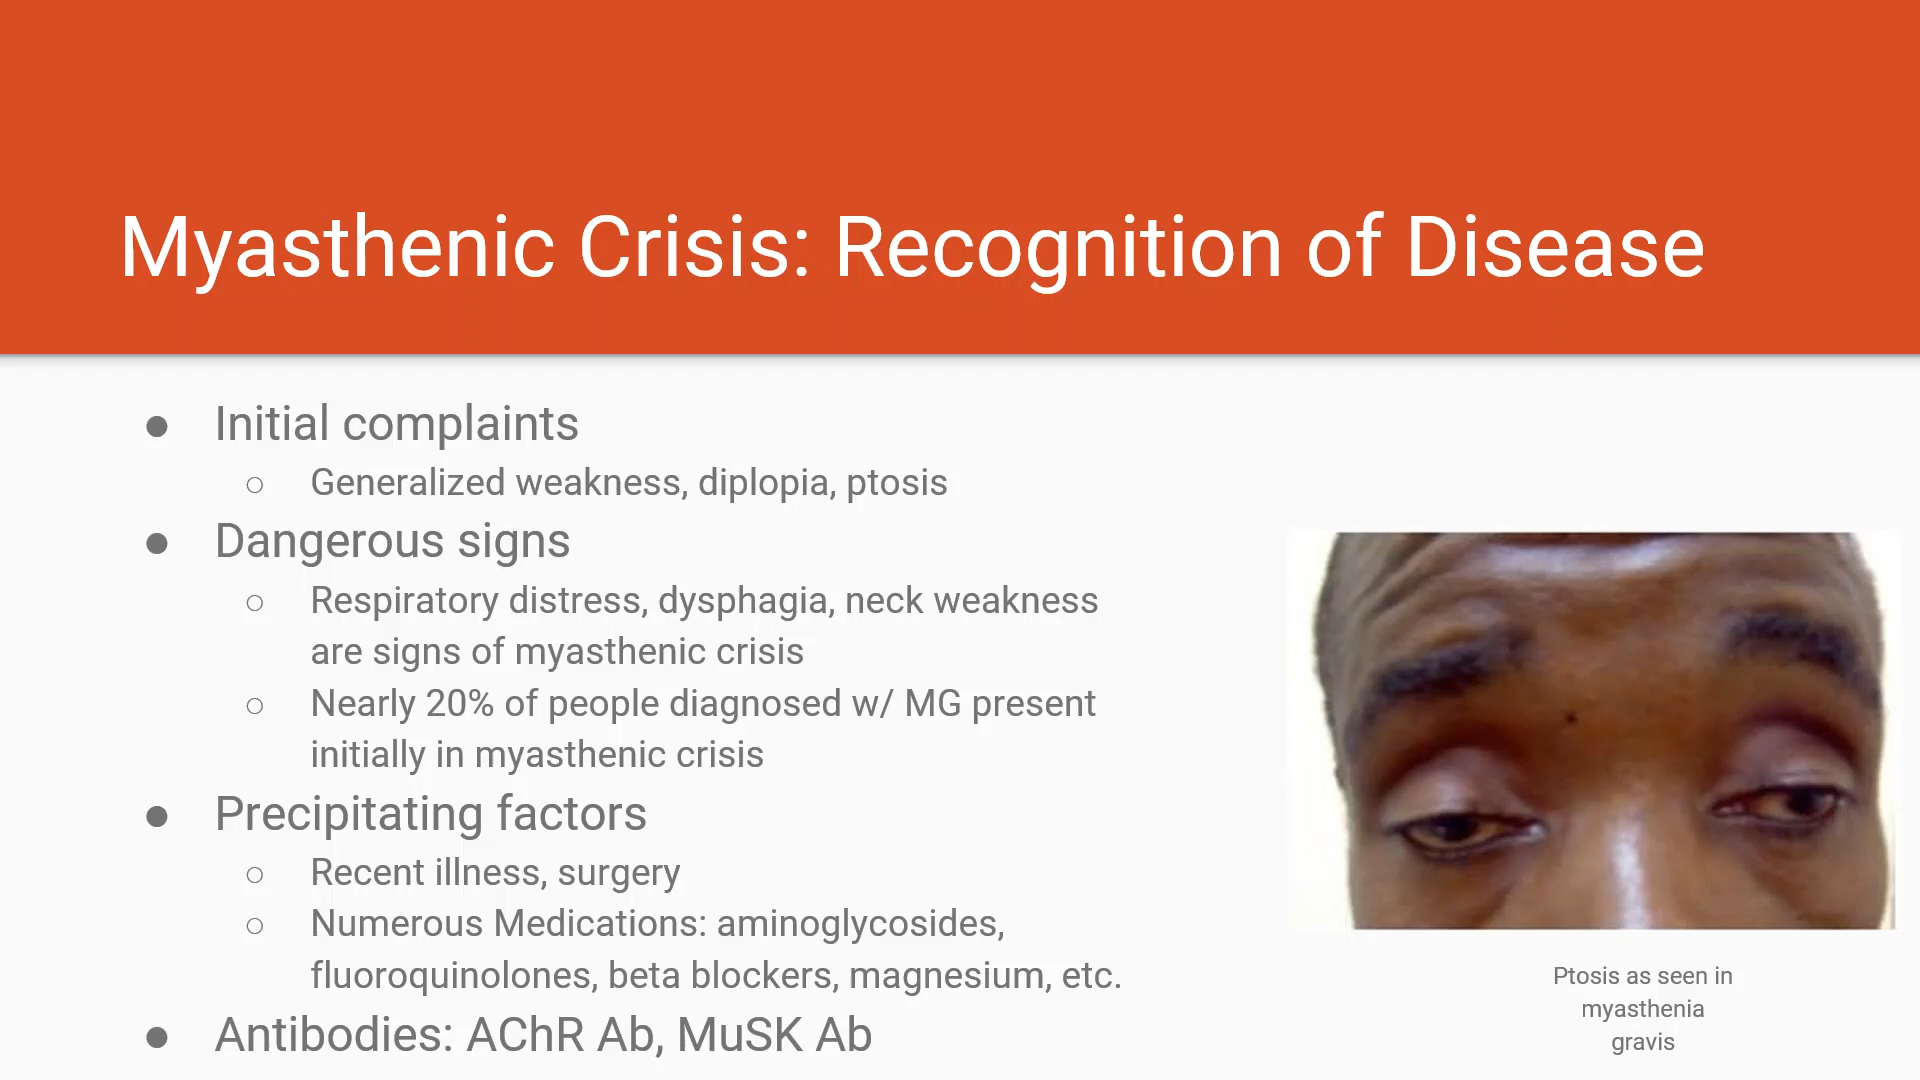 Myasthenic Crisis: Recognition of Disease
● Initial complaints
○ Generalized weakness, diplopia, ptosis
● Dangerous signs
○ Respiratory distress, dysphagia, neck weakness
are signs of myasthenic crisis
○ Nearly 20% of people diagnosed w/ MG present
initially in myasthenic crisis
● Precipitating factors
○ Recent illness, surgery
○ Numerous Medications: aminoglycosides,
fluoroquinolones, beta blockers, magnesium, etc.
● Antibodies: AChR Ab, MuSK Ab
Ptosis as seen in
myasthenia
gravis